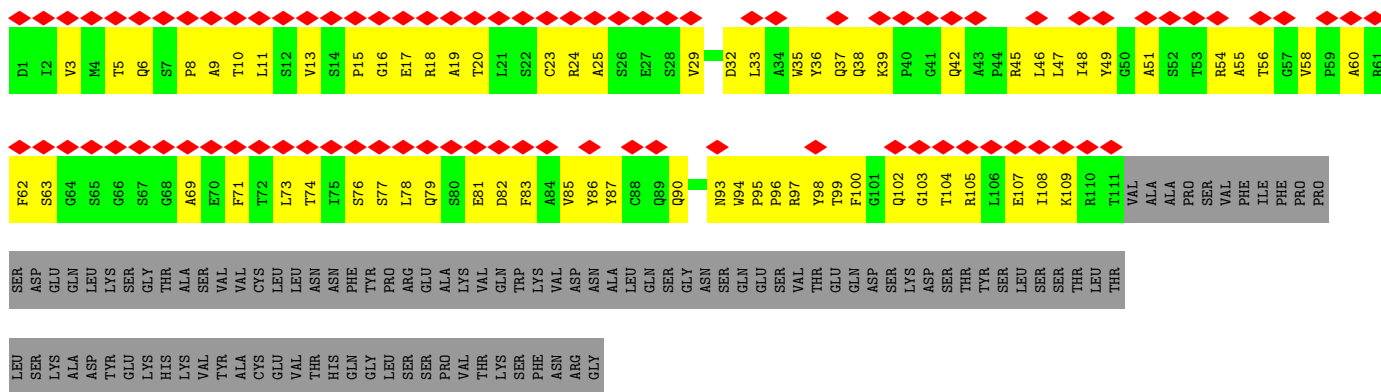 D1 I2 V3 M4 T5 Q6 S7 P8 A9 T10 L11 S12 V13 S14 P15 G16 E17 R18 A19 T20 L21 S22 C23 R24 A25 S26 E27 S28 V29 D32 L33 A34 W35 Y36 Q37 Q38 K39 P40 G41 Q42 A43 P44 R45 L46 L47 I48 Y49 G50 A51 S52 T53 R54 A55 T56 G57 V58 P59 A60 R61
F62 S63 G64 S65 G66 S67 G68 A69 E70 F71 T72 L73 T74 I75 S76 S77 L78 Q79 S80 E81 D82 F83 A84 V85 Y86 Y87 C88 Q89 Q90 N93 W94 P95 P96 R97 Y98 T99 F100 G101 Q102 G103 T104 R105 L106 E107 I108 K109 R110 T111 VAL ALA ALA PRO SER VAL PHE ILE PHE PRO PRO
SER ASP GLU GLN LEU LYS SER GLY THR ALA SER VAL VAL CYS LEU LEU ASN ASN PHE TYR PRO ARG GLU ALA LYS VAL GLN TRP LYS VAL ASP ASN ALA LEU GLN SER GLY ASN SER GLN GLU SER VAL THR GLU GLN ASP SER LYS ASP SER THR TYR SER LEU SER SER THR LEU THR
LEU SER LYS ALA ASP TYR GLU LYS HIS LYS VAL TYR ALA CYS GLU VAL THR HIS GLN GLY LEU SER SER PRO VAL THR LYS SER PHE ASN ARG GLY